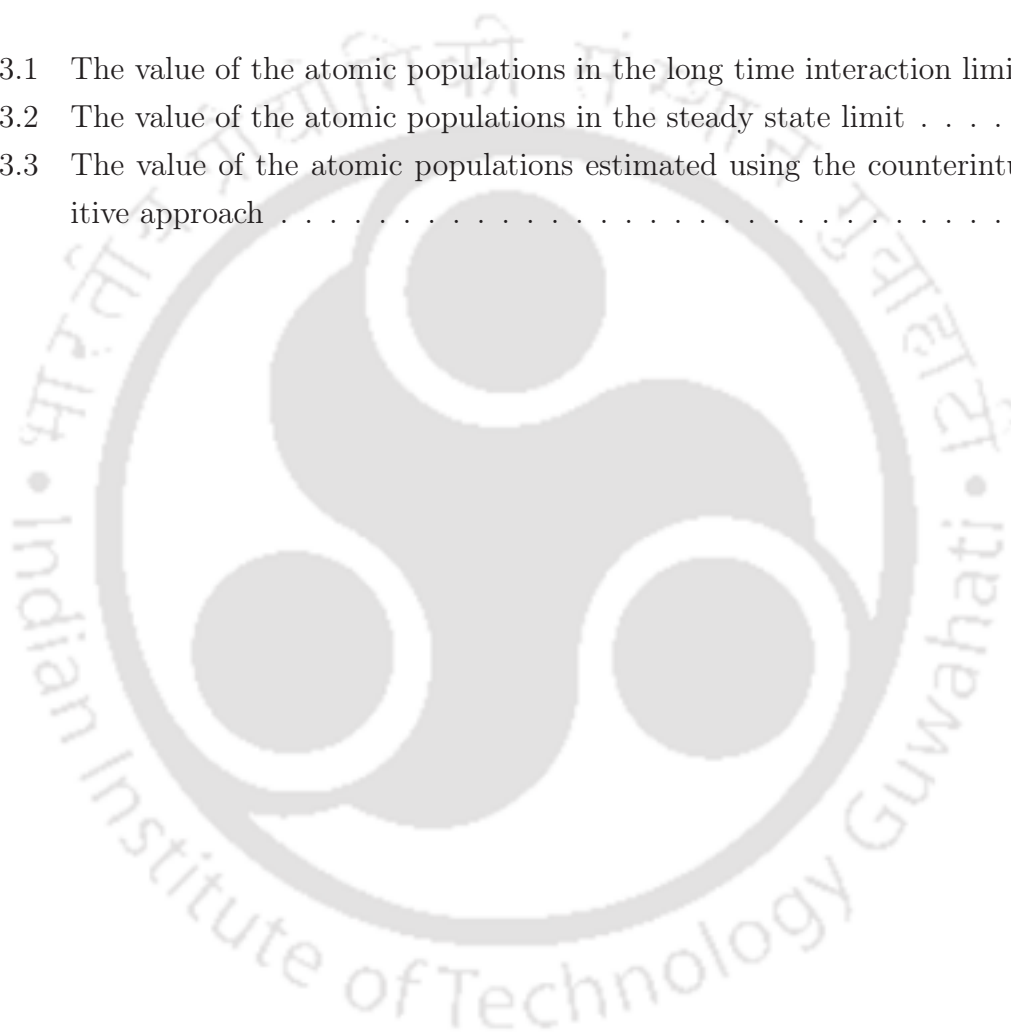 3.1 The value of the atomic populations in the long time interaction limi
3.2 The value of the atomic populations in the steady state limit . . . .
3.3 The value of the atomic populations estimated using the counterintu
itive approach . . . . . . . . . . . . . . . . . . . . . . . . . . . . . . .
भारतीय प्रौद्योगिकी संस्थान गुवाहाटी
• Indian Institute of Technology Guwahati •